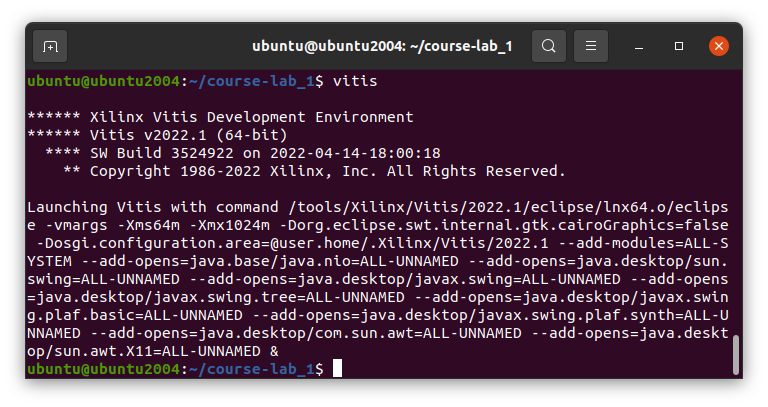 ubuntu@ubuntu2004: ~/course-lab_1
ubuntu@ubuntu2004:~/course-lab_1$ vitis
****** Xilinx Vitis Development Environment
****** Vitis v2022.1 (64-bit)
  **** SW Build 3524922 on 2022-04-14-18:00:18
    ** Copyright 1986-2022 Xilinx, Inc. All Rights Reserved.
Launching Vitis with command /tools/Xilinx/Vitis/2022.1/eclipse/lnx64.o/eclips
e -vmargs -Xms64m -Xmx1024m -Dorg.eclipse.swt.internal.gtk.cairoGraphics=false
 -Dosgi.configuration.area=@user.home/.Xilinx/Vitis/2022.1 --add-modules=ALL-S
YSTEM --add-opens=java.base/java.nio=ALL-UNNAMED --add-opens=java.desktop/sun.
swing=ALL-UNNAMED --add-opens=java.desktop/javax.swing=ALL-UNNAMED --add-opens
=java.desktop/javax.swing.tree=ALL-UNNAMED --add-opens=java.desktop/javax.swin
g.plaf.basic=ALL-UNNAMED --add-opens=java.desktop/javax.swing.plaf.synth=ALL-U
NNAMED --add-opens=java.desktop/com.sun.awt=ALL-UNNAMED --add-opens=java.deskt
op/sun.awt.X11=ALL-UNNAMED &
ubuntu@ubuntu2004:~/course-lab_1$